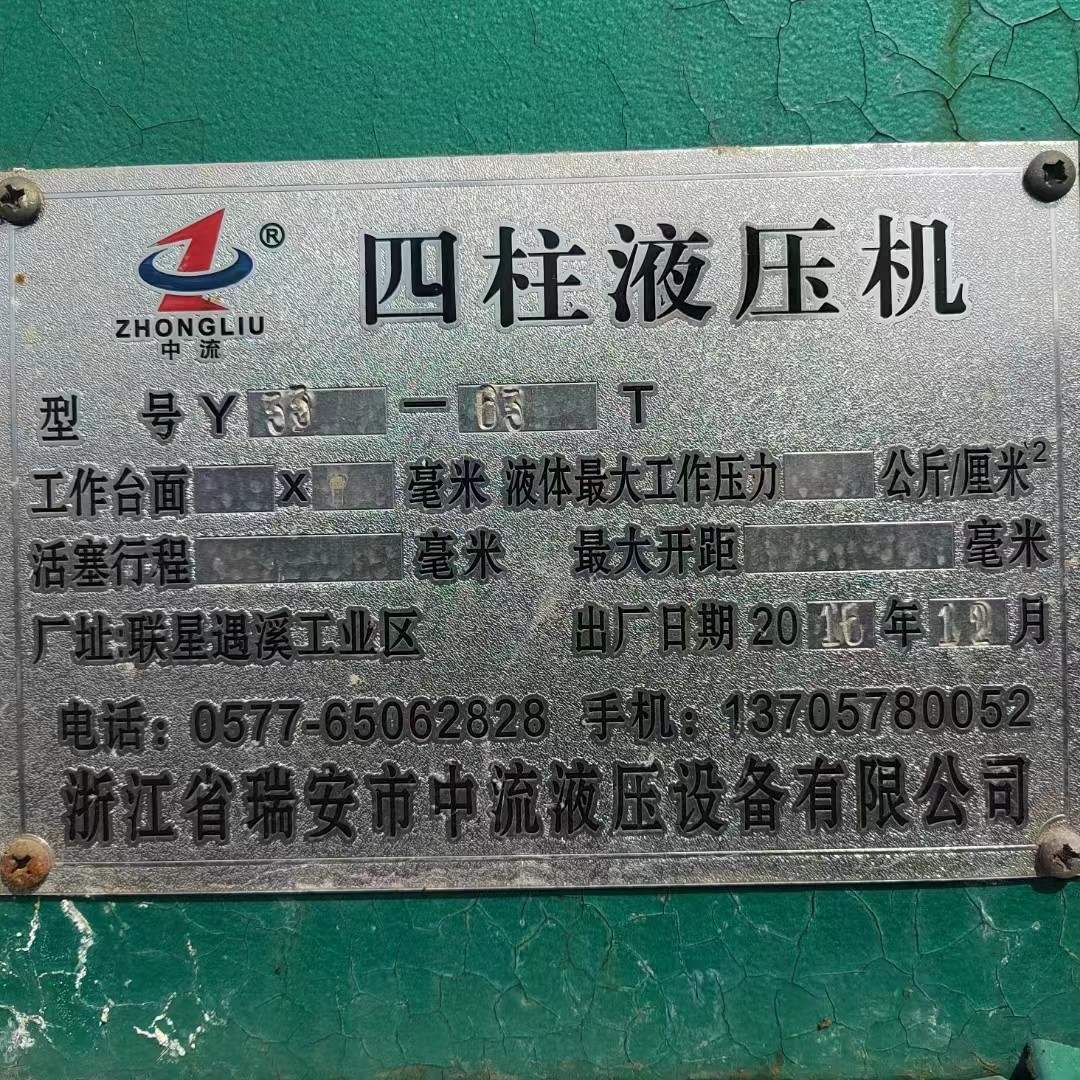 ZHONGLIU ®
中流
四柱液压机
型 号 Y — 63 T
工作台面 x 毫米 液体最大工作压力 公斤/厘米²
活塞行程 毫米 最大开距 毫米
厂址:联星遇溪工业区 出厂日期 2016 年 12 月
电话：0577-65062828 手机：13705780052
浙江省瑞安市中流液压设备有限公司